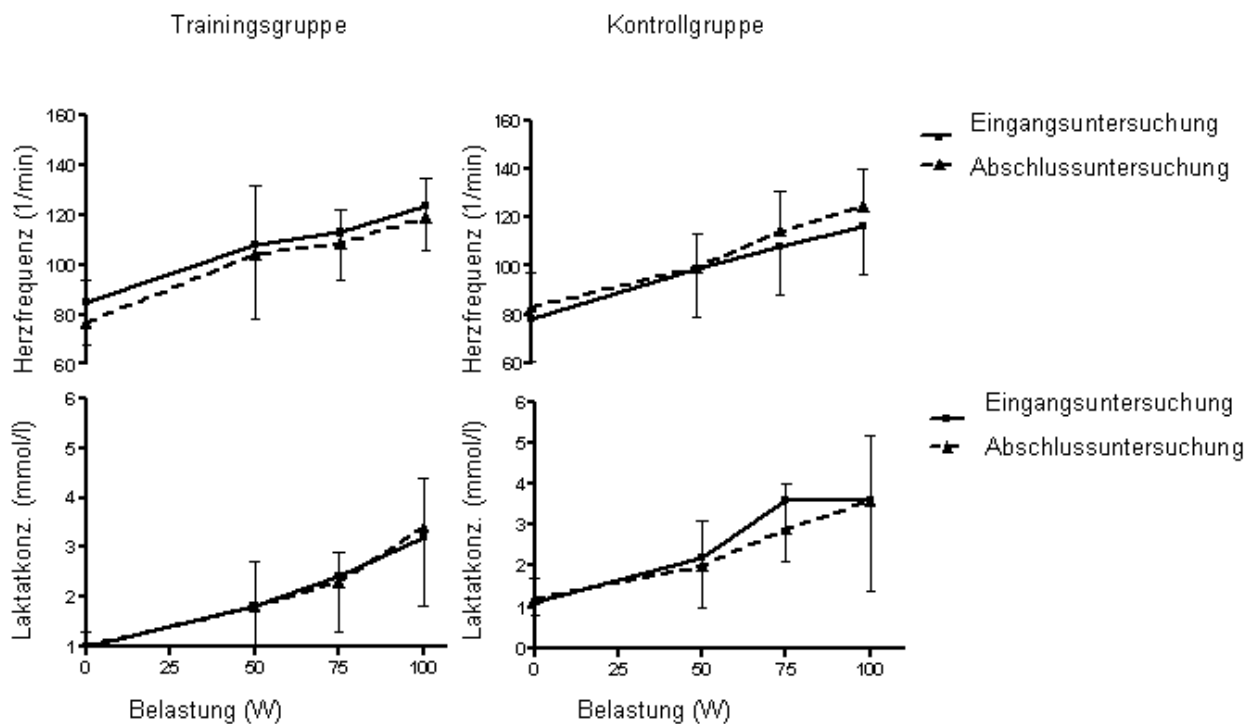 Trainingsgruppe
Kontrollgruppe
Herzfrequenz (1/min)
160
140
120
100
80
60
Herzfrequenz (1/min)
160
140
120
100
80
60
Eingangsuntersuchung
Abschlussuntersuchung
Laktatkonz. (mmol/l)
6
5
4
3
2
1
0 25 50 75 100
Belastung (W)
Laktatkonz. (mmol/l)
6
5
4
3
2
1
0
0 25 50 75 100
Belastung (W)
Eingangsuntersuchung
Abschlussuntersuchung